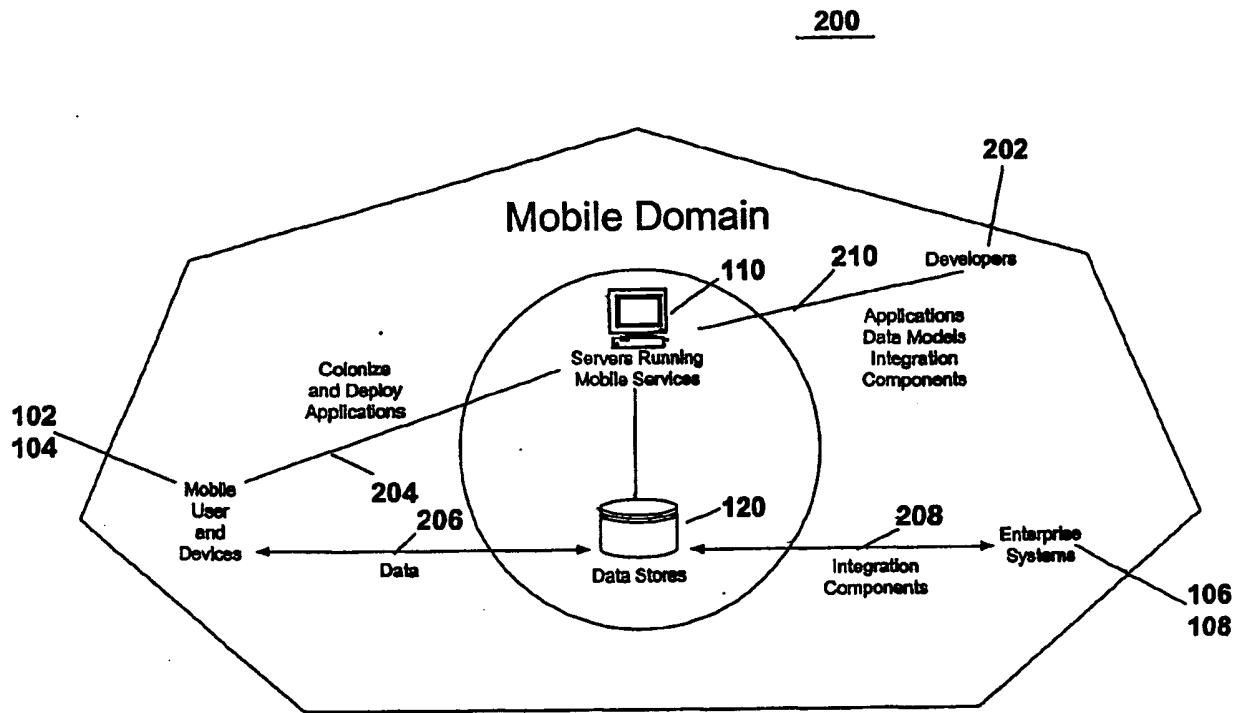 200
202
Mobile Domain
Developers
210
110
Applications
Data Models
Integration
Components
Servers Running
Mobile Services
Colonize
and Deploy
Applications
102
104
Mobile
User
and
Devices
204
206
Data
120
Data Stores
208
Integration
Components
Enterprise
Systems
106
108